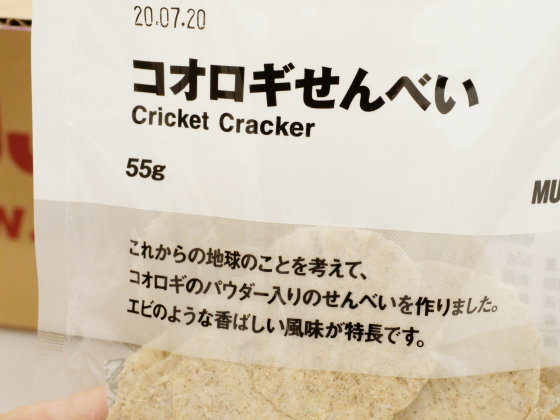 20.07.20
コオロギせんべい
Cricket Cracker
55g
MU
これからの地球のことを考えて、
コオロギのパウダー入りのせんべいを作りました。
エビのような香ばしい風味が特長です。